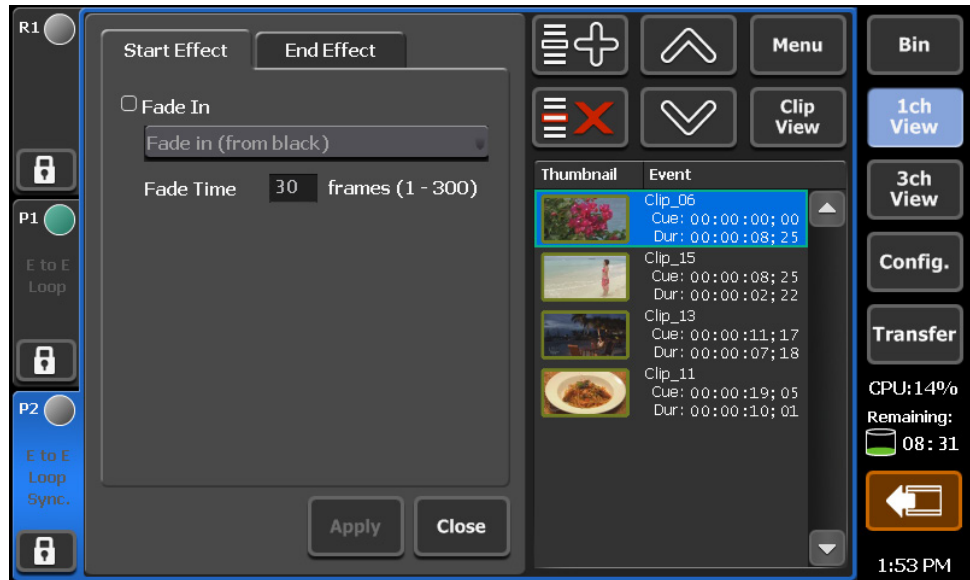 R1
P1
E to E
Loop
P2
E to E
Loop
Sync.
Start Effect
End Effect
Fade In
Fade in (from black)
Fade Time 30 frames (1 - 300)
Apply
Close
Menu
Clip
View
Thumbnail Event
Clip_06
Cue: 00:00:00;00
Dur: 00:00:08;25
Clip_15
Cue: 00:00:08;25
Dur: 00:00:02;22
Clip_13
Cue: 00:00:11;17
Dur: 00:00:07;18
Clip_11
Cue: 00:00:19;05
Dur: 00:00:10;01
Bin
1ch
View
3ch
View
Config.
Transfer
CPU:14%
Remaining:
08:31
1:53 PM